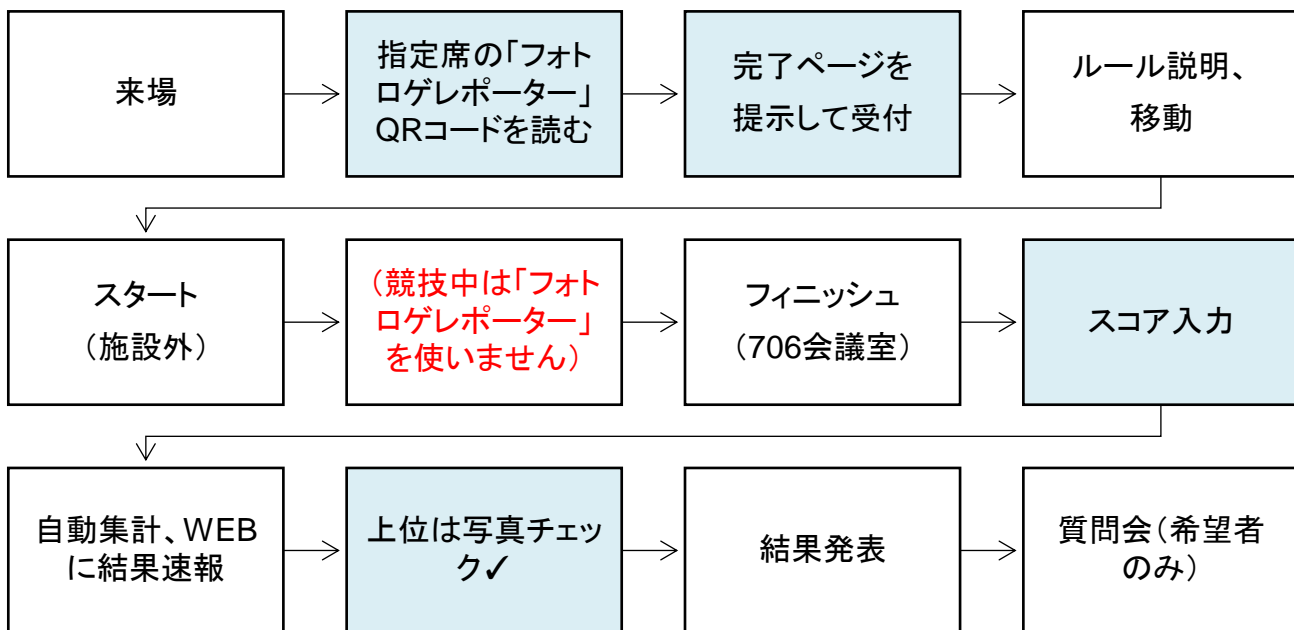 来場
指定席の「フォト
ロゲレポーター」
QRコードを読む
完了ページを
提示して受付
ルール説明、
移動
スタート
（施設外）
（競技中は「フォト
ロゲレポーター」
を使いません）
フィニッシュ
（706会議室）
スコア入力
自動集計、WEB
に結果速報
上位は写真チェッ
ク✓
結果発表
質問会（希望者
のみ）